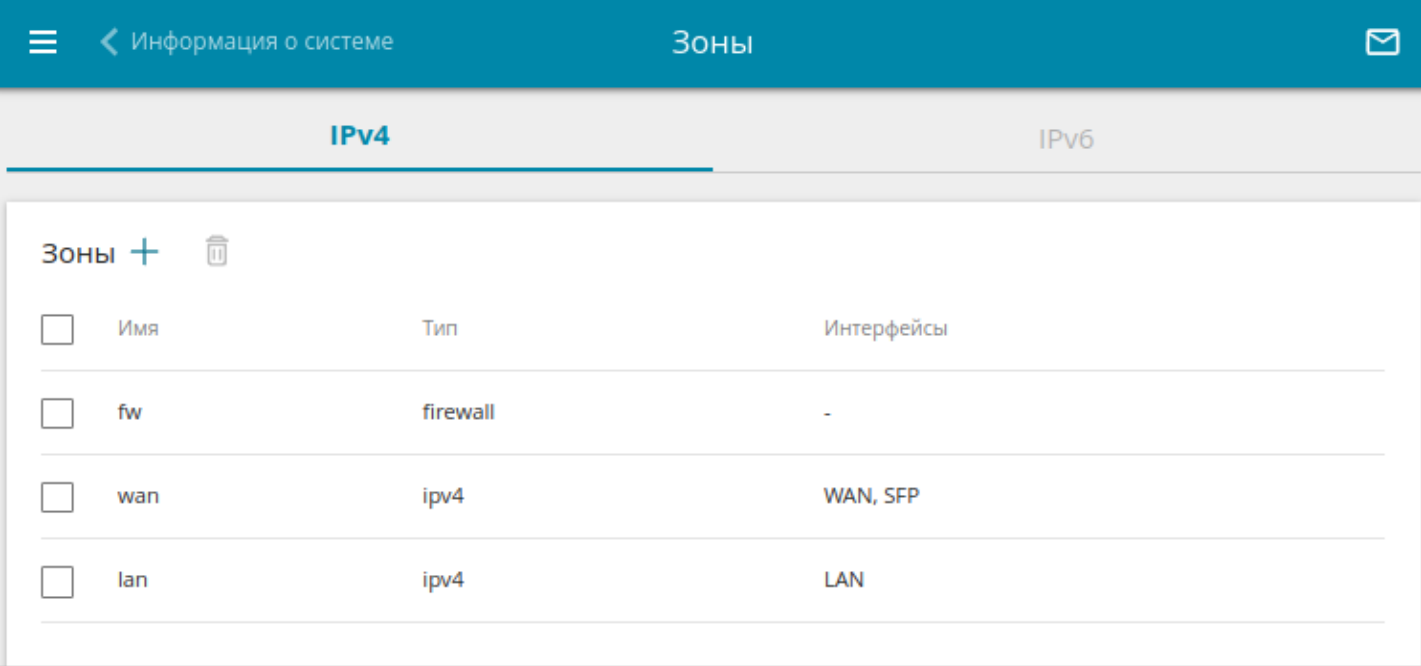 Информация о системе Зоны
IPv4 IPv6
Зоны
Имя Тип Интерфейсы
fw firewall -
wan ipv4 WAN, SFP
lan ipv4 LAN